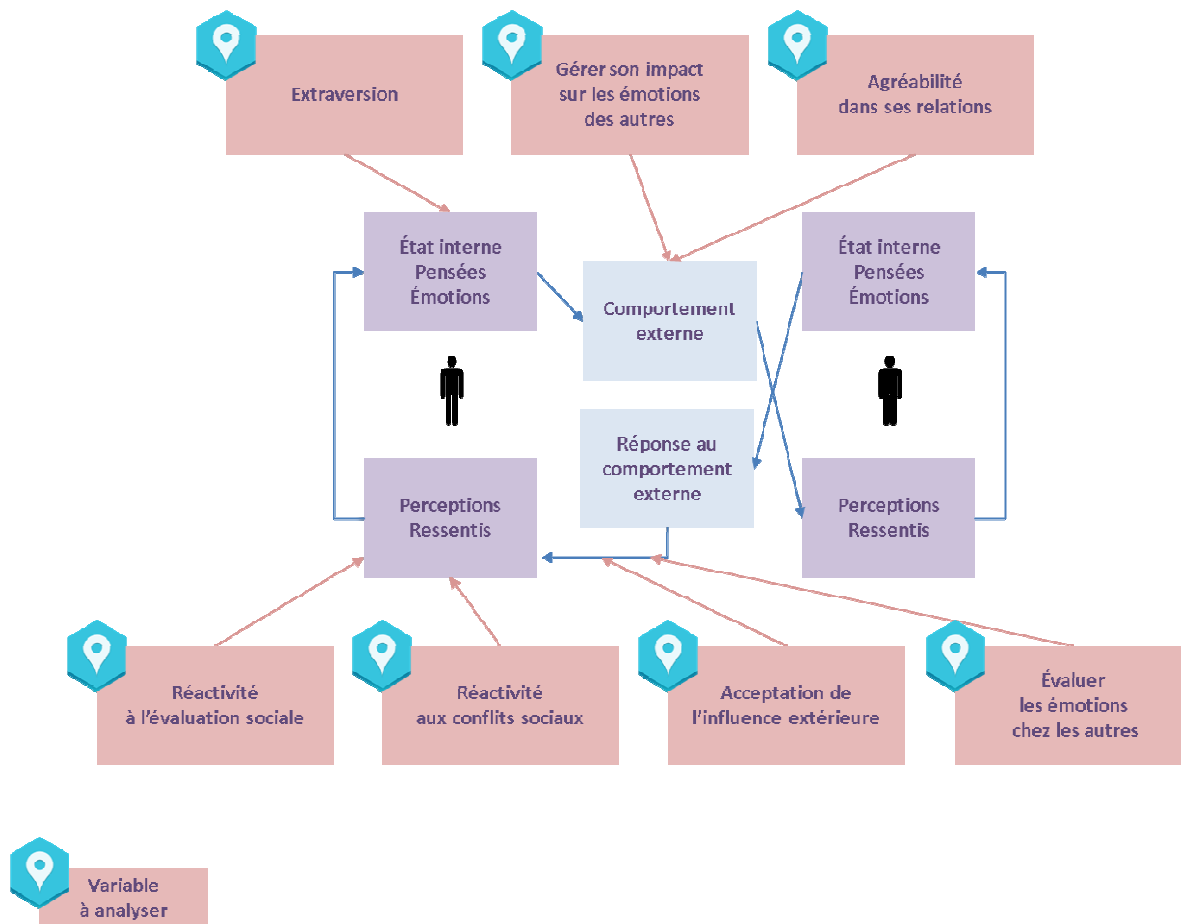 Extraversion
Gérer son impact
sur les émotions
des autres
Agréabilité
dans ses relations
État interne
Pensées
Émotions
Comportement
externe
État interne
Pensées
Émotions
Réponse au
comportement
externe
Perceptions
Ressentis
Perceptions
Ressentis
Réactivité
à l'évaluation sociale
Réactivité
aux conflits sociaux
Acceptation de
l'influence extérieure
Évaluer
les émotions
chez les autres
Variable
à analyser